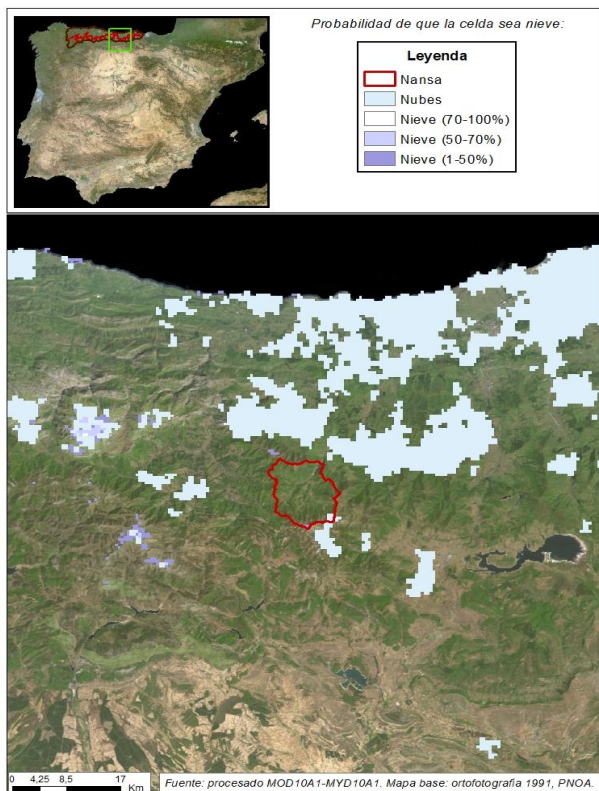 Probabilidad de que la celda sea nieve:
Leyenda
Nansa
Nubes
Nieve (70-100%)
Nieve (50-70%)
Nieve (1-50%)
0 4,25 8,5 17
Km
Fuente: procesado MOD10A1-MYD10A1. Mapa base: ortofotografia 1991, PNOA.